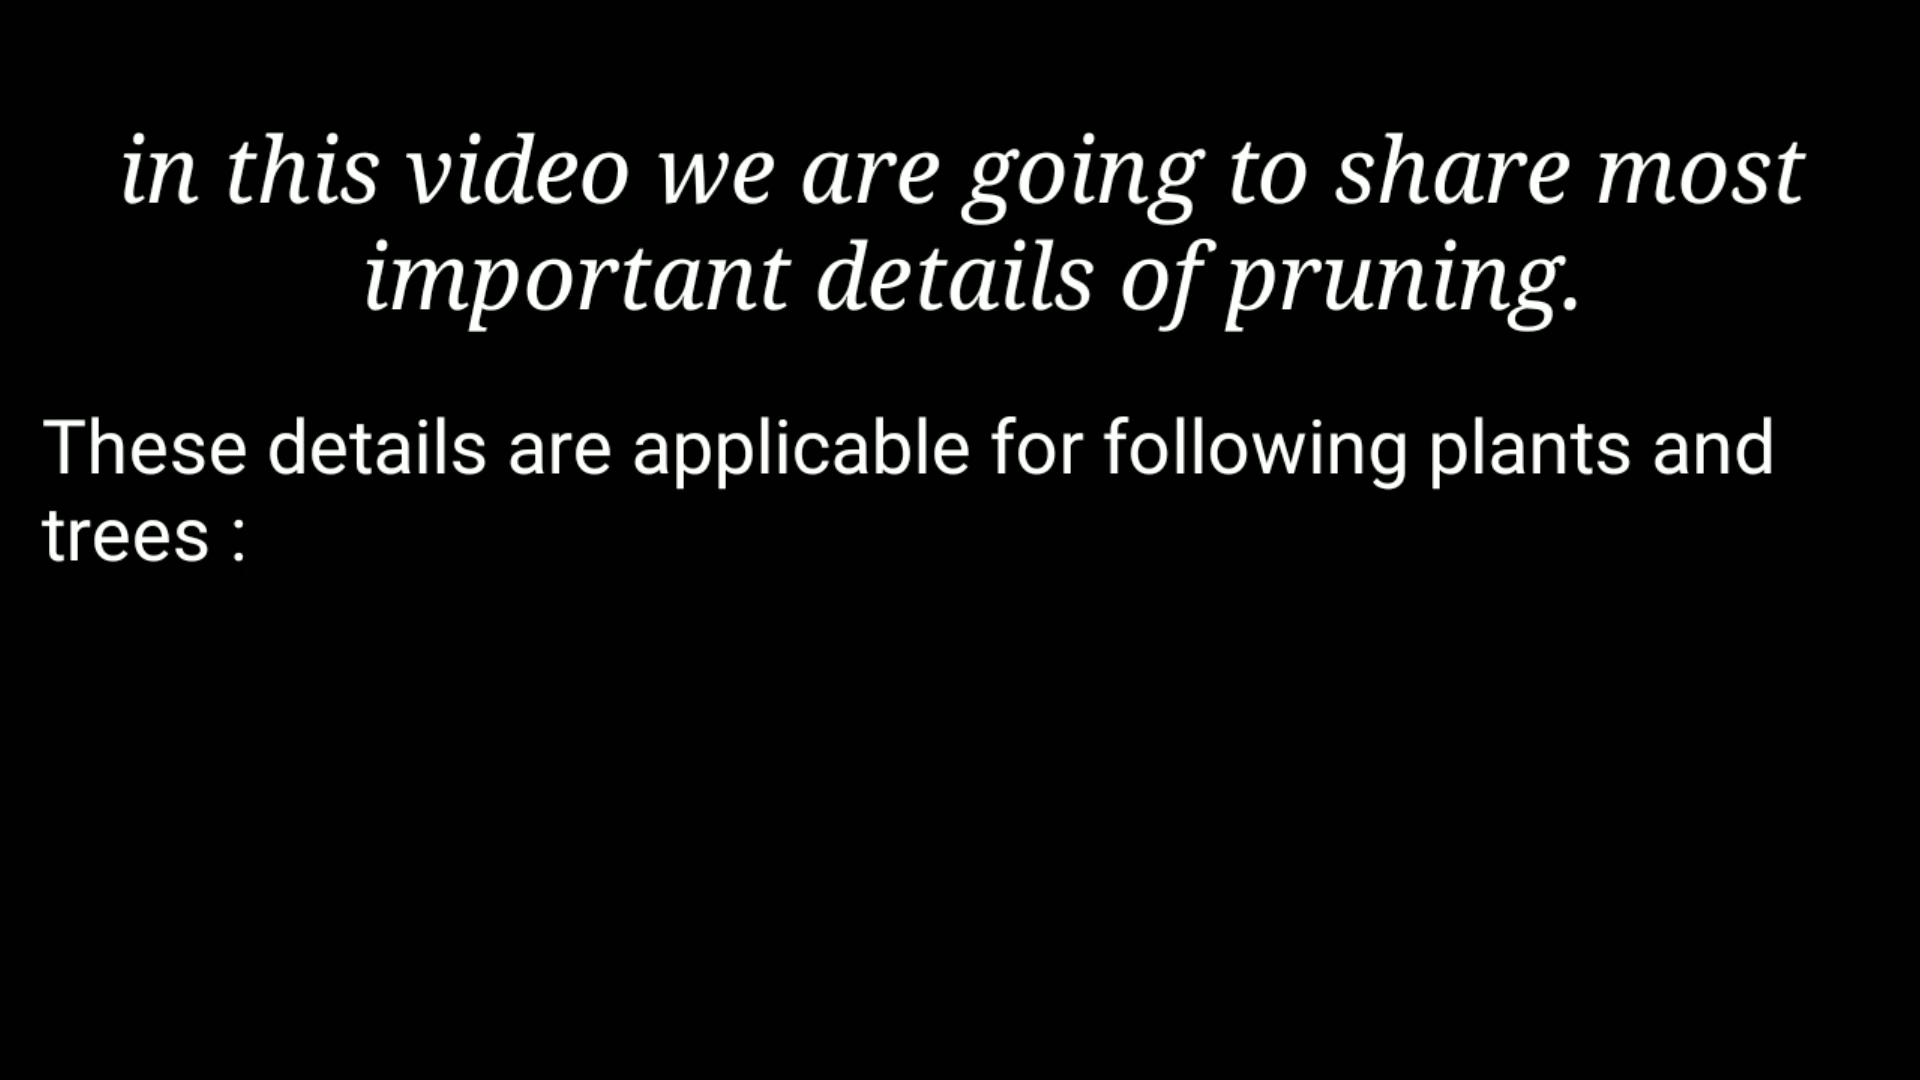 in this video we are going to share most
important details of pruning.
These details are applicable for following plants and
trees :